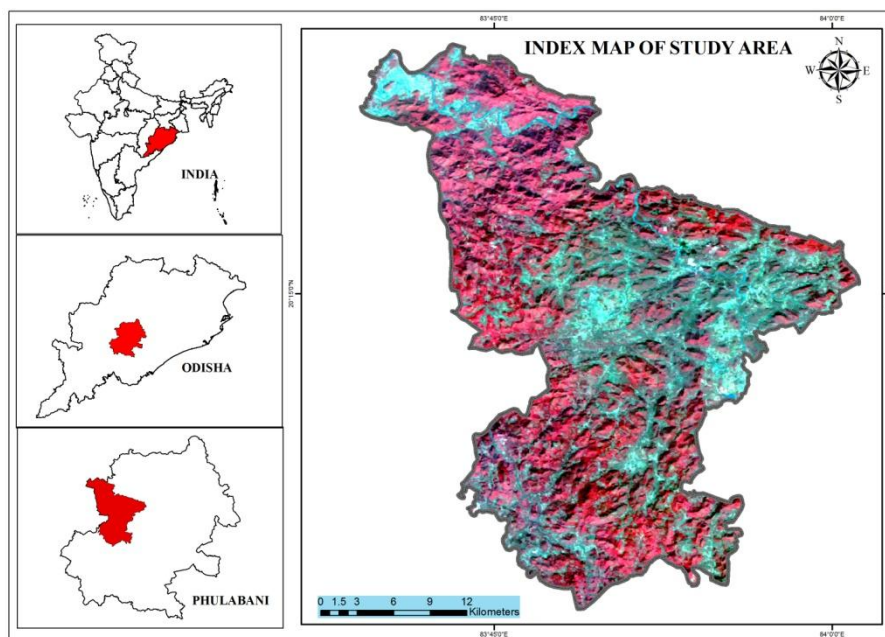 83°45'0"E
84°0'0"E
INDEX MAP OF STUDY AREA
N
W E
S
INDIA
20°15'0"N
ODISHA
PHULABANI
0 1.5 3 6 9 12
Kilometers
83°45'0"E
84°0'0"E